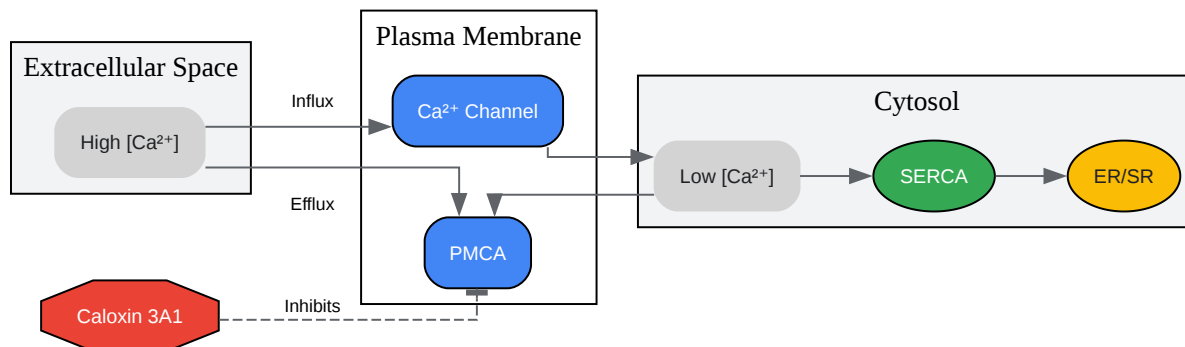 Plasma Membrane
Extracellular Space
Cytosol
Influx
Ca²⁺ Channel
High [Ca²⁺]
Low [Ca²⁺]
SERCA
ER/SR
Efflux
PMCA
Inhibits
Caloxin 3A1